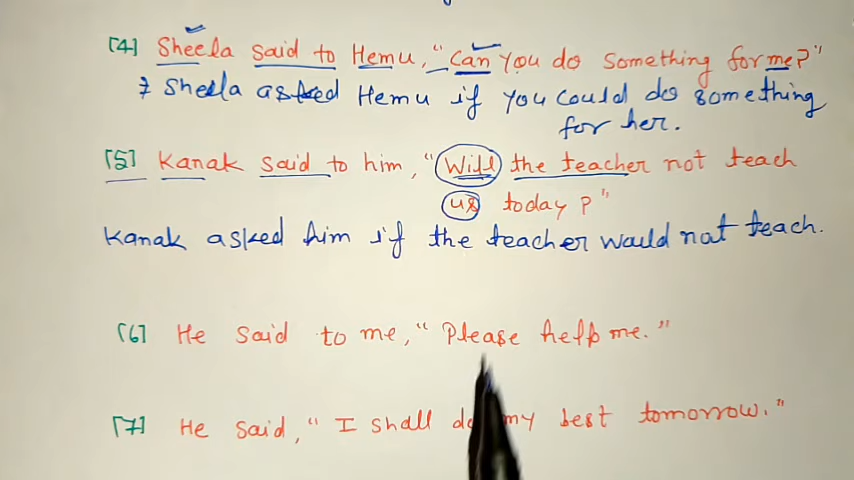 [4] Sheela said to Hemu, "Can you do something for me?"
Sheela asked Hemu if you could do something
for her.
[5] Kanak said to him, "Will the teacher not teach
us today?"
Kanak asked him if the teacher would not teach.
[6] He said to me, "Please help me."
[7] He said, "I shall do my best tomorrow."